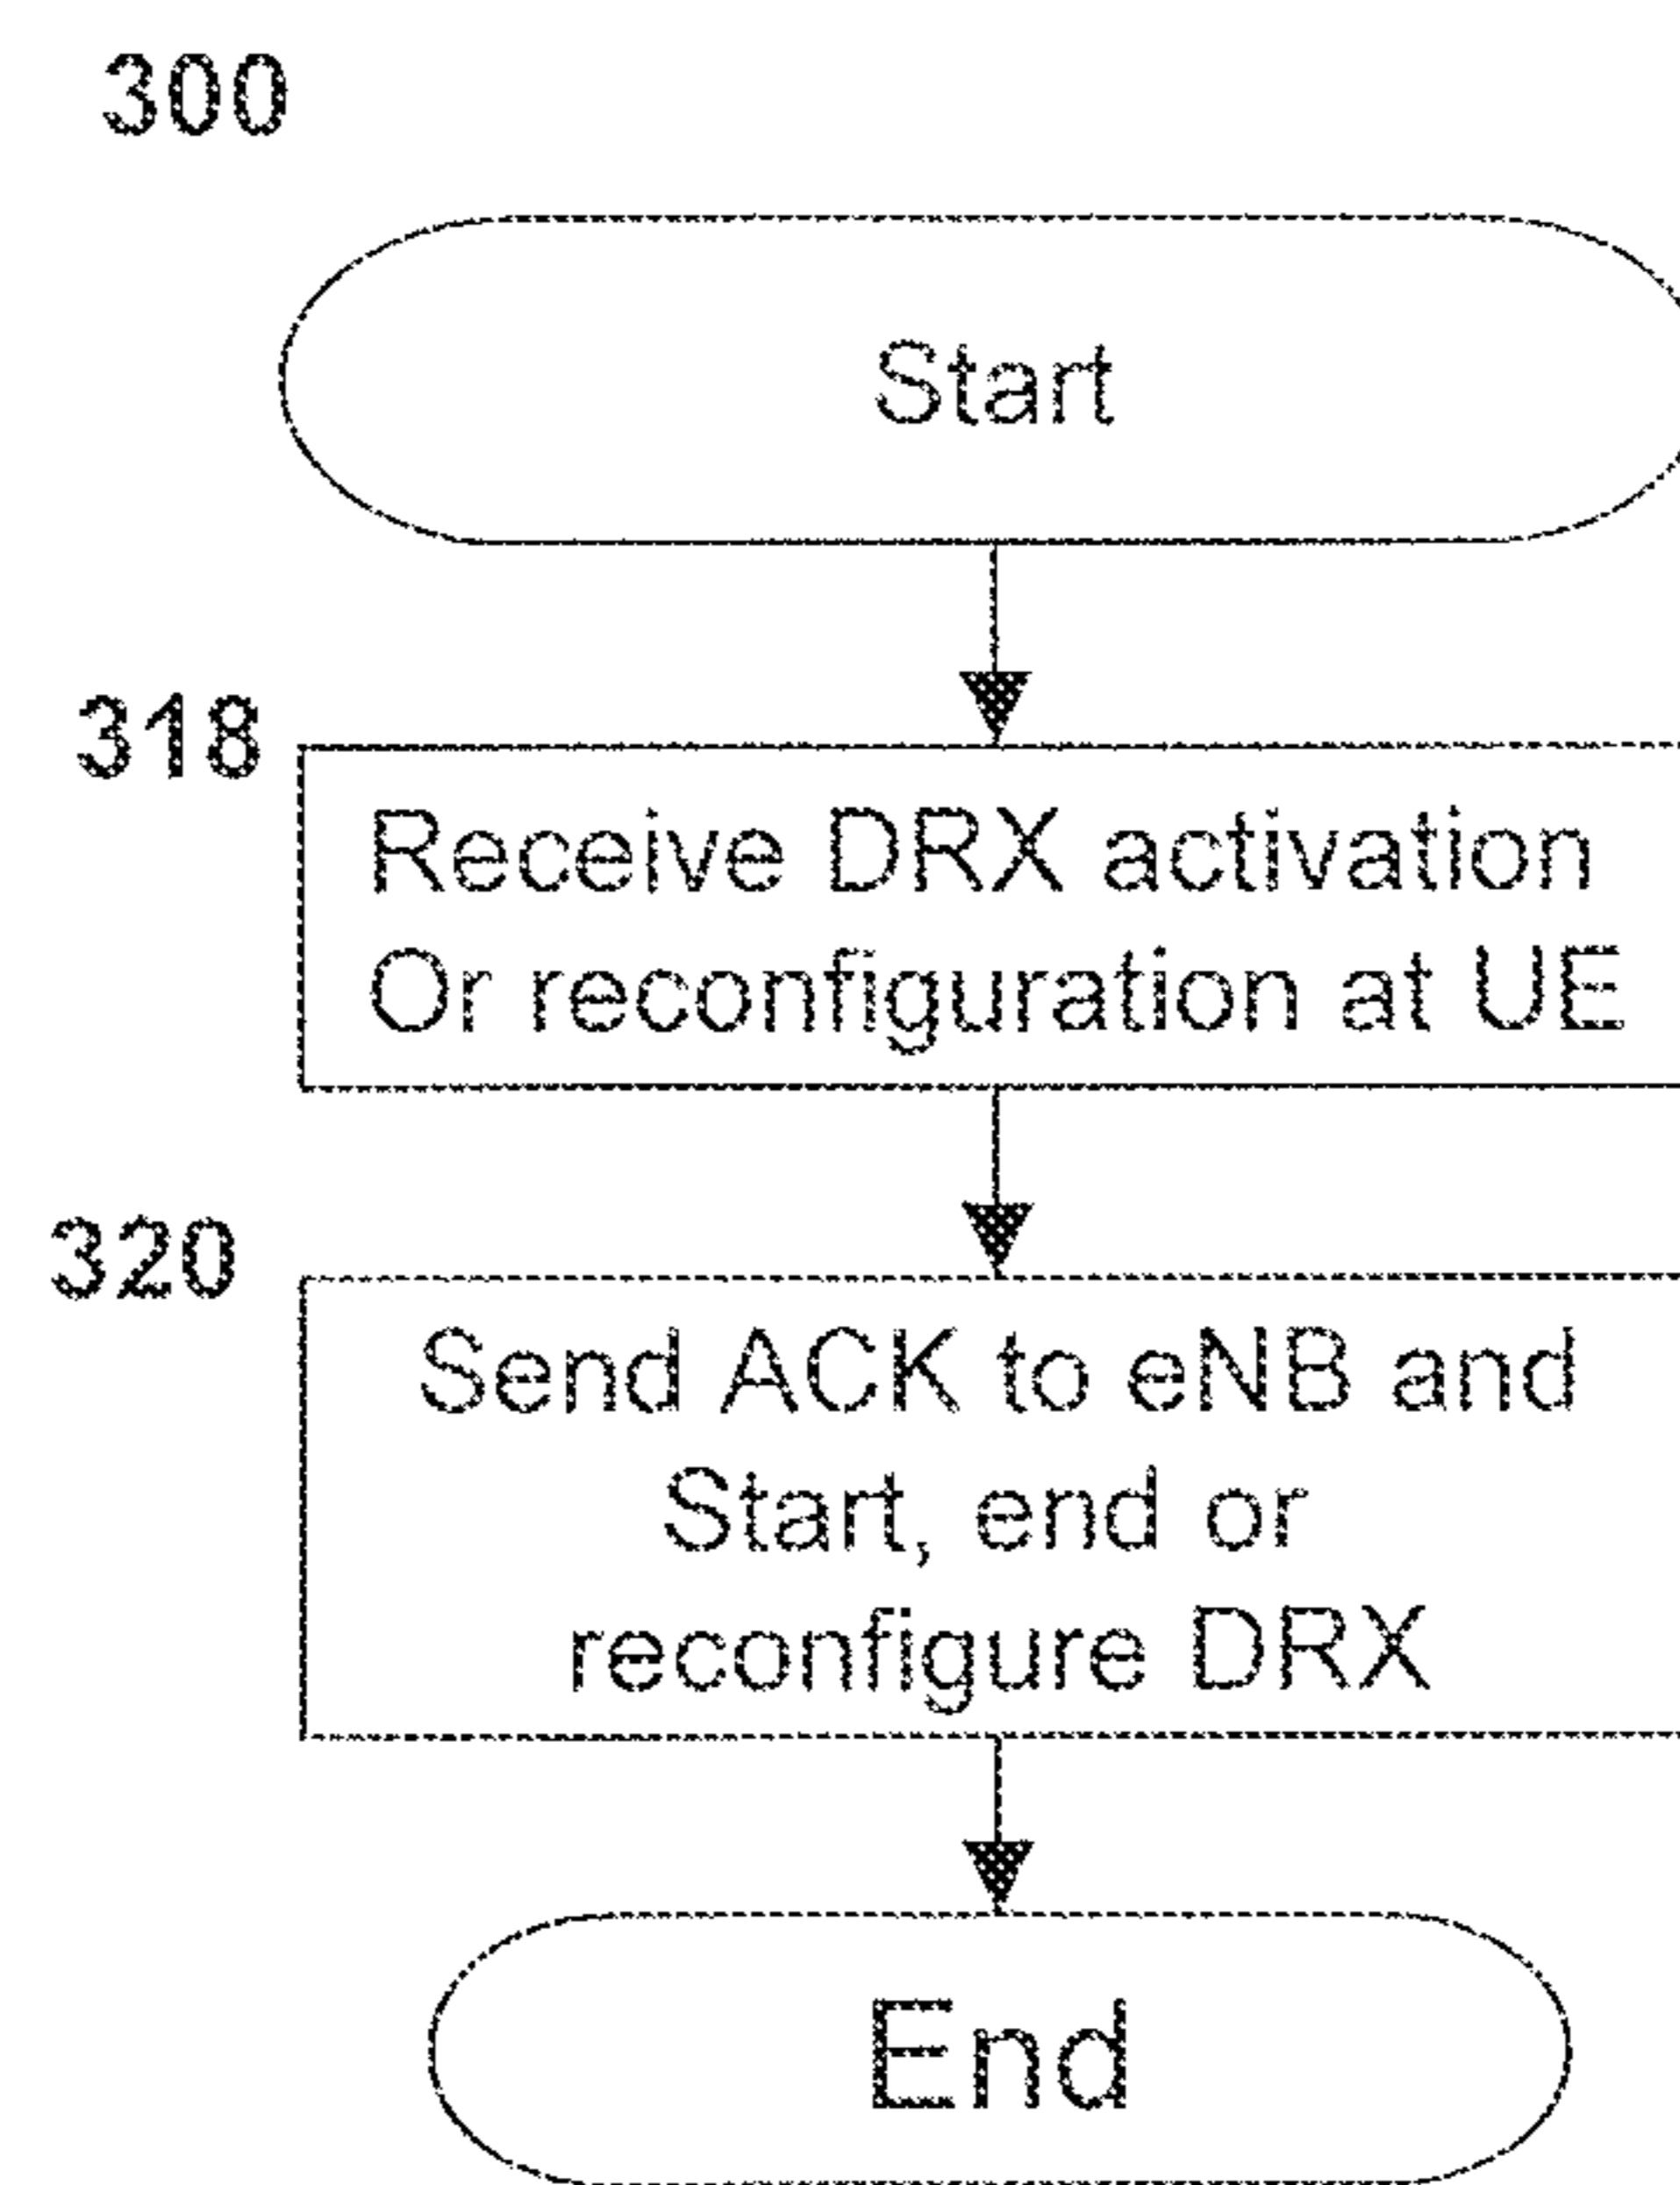 300
Start
318
Receive DRX activation
Or reconfiguration at UE
320
Send ACK to eNB and
Start, end or
reconfigure DRX
End